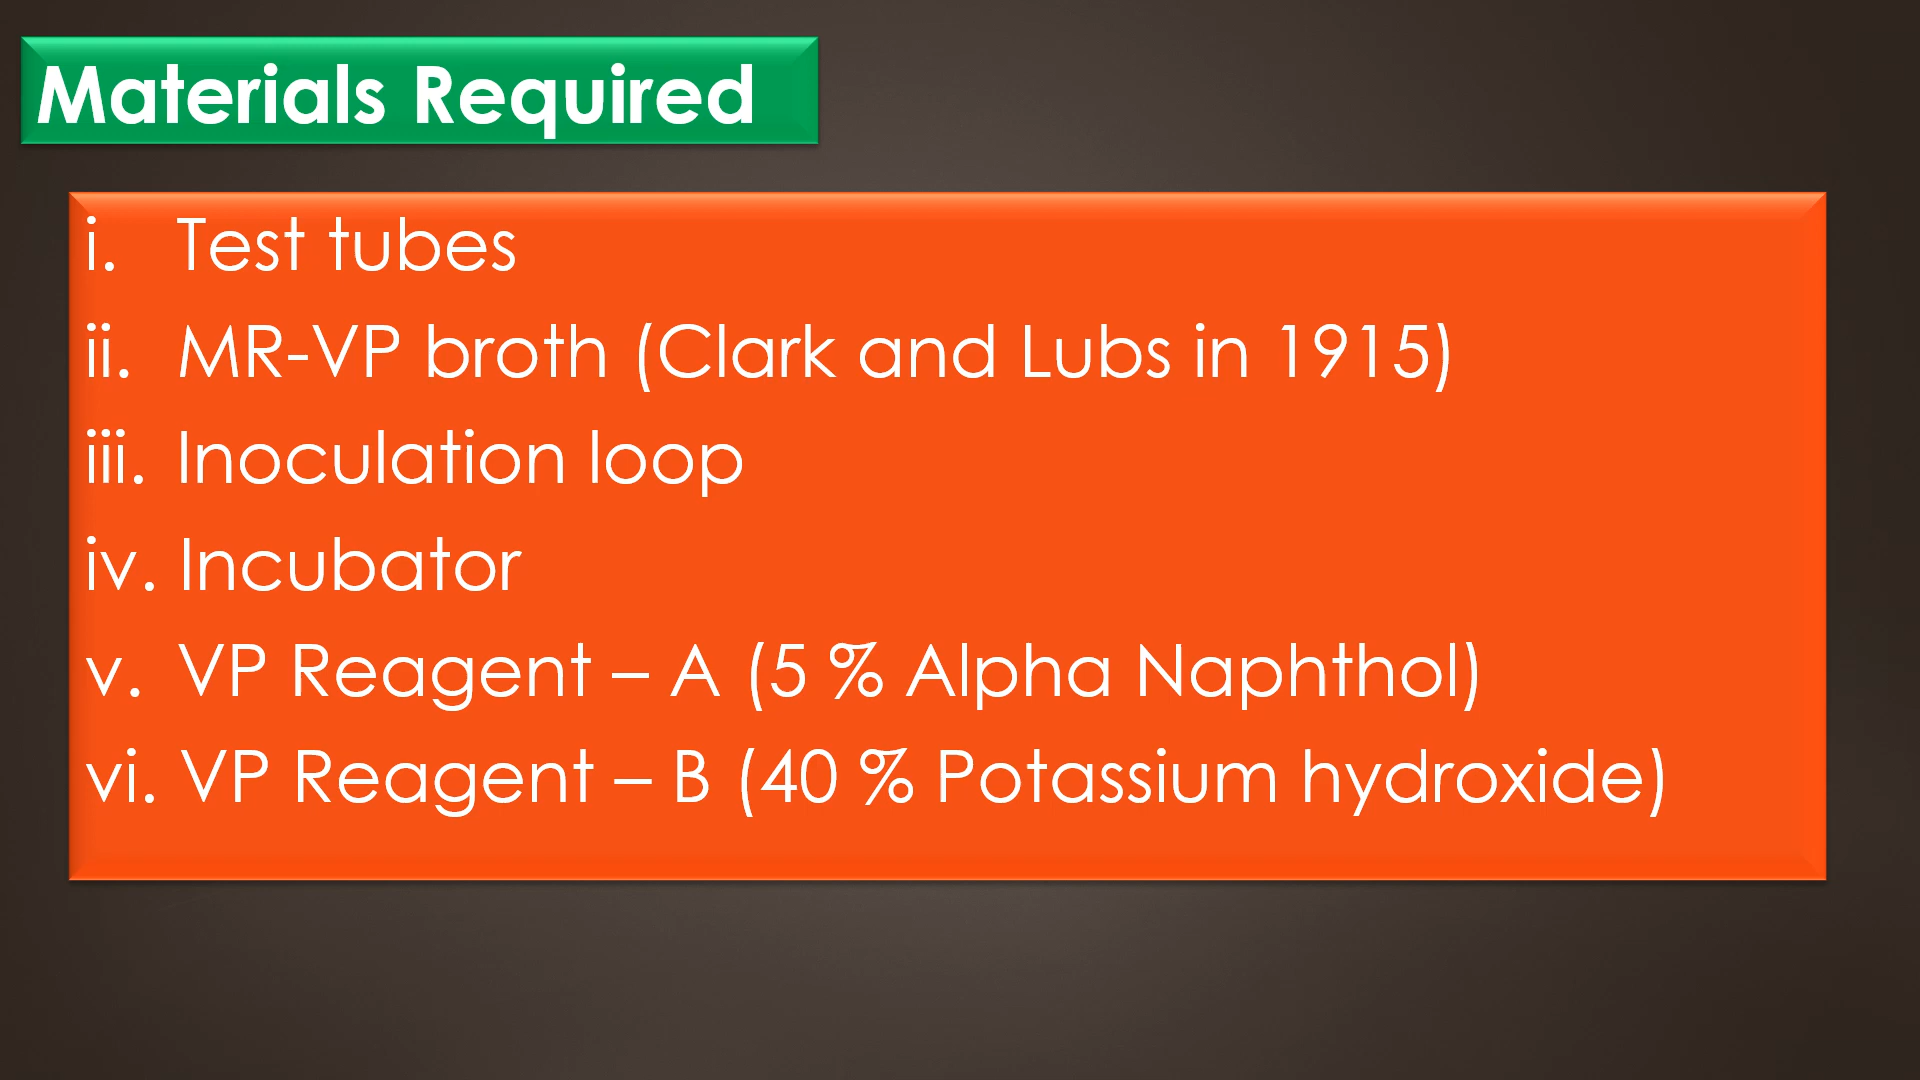 Materials Required
i. Test tubes
ii. MR-VP broth (Clark and Lubs in 1915)
iii. Inoculation loop
iv. Incubator
v. VP Reagent – A (5 % Alpha Naphthol)
vi. VP Reagent – B (40 % Potassium hydroxide)